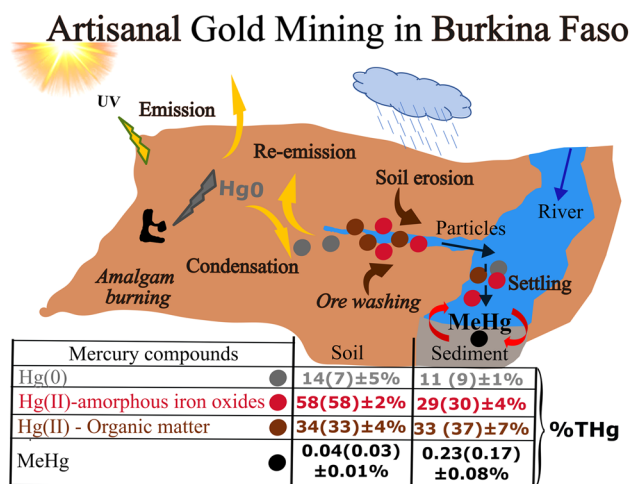 Artisanal Gold Mining in Burkina Faso
UV
Emission
Re-emission
Hg0
Soil erosion
Particles
River
Condensation
Amalgam
burning
Ore washing
Settling
MeHg
Mercury compounds
Soil
Sediment
Hg(0)
14(7)±5%
11 (9)±1%
Hg(II)-amorphous iron oxides
58(58)±2%
29(30)±4%
Hg(II) - Organic matter
34(33)±4%
33 (37)±7%
MeHg
0.04(0.03)
±0.01%
0.23(0.17)
±0.08%
%THg